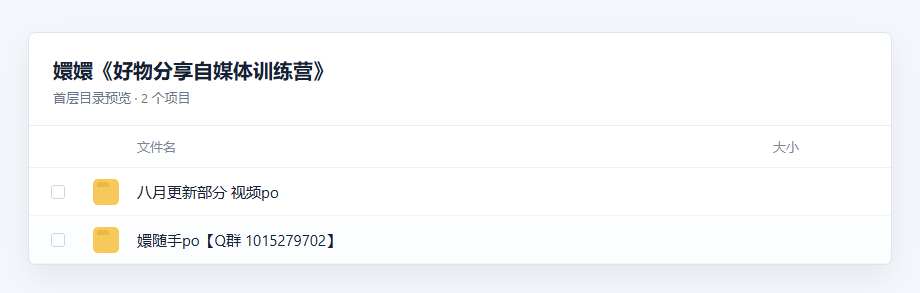 嬛嬛《好物分享自媒体训练营》
首层目录预览 · 2 个项目
文件名 大小
八月更新部分 视频po
嬛随手po【Q群 1015279702】